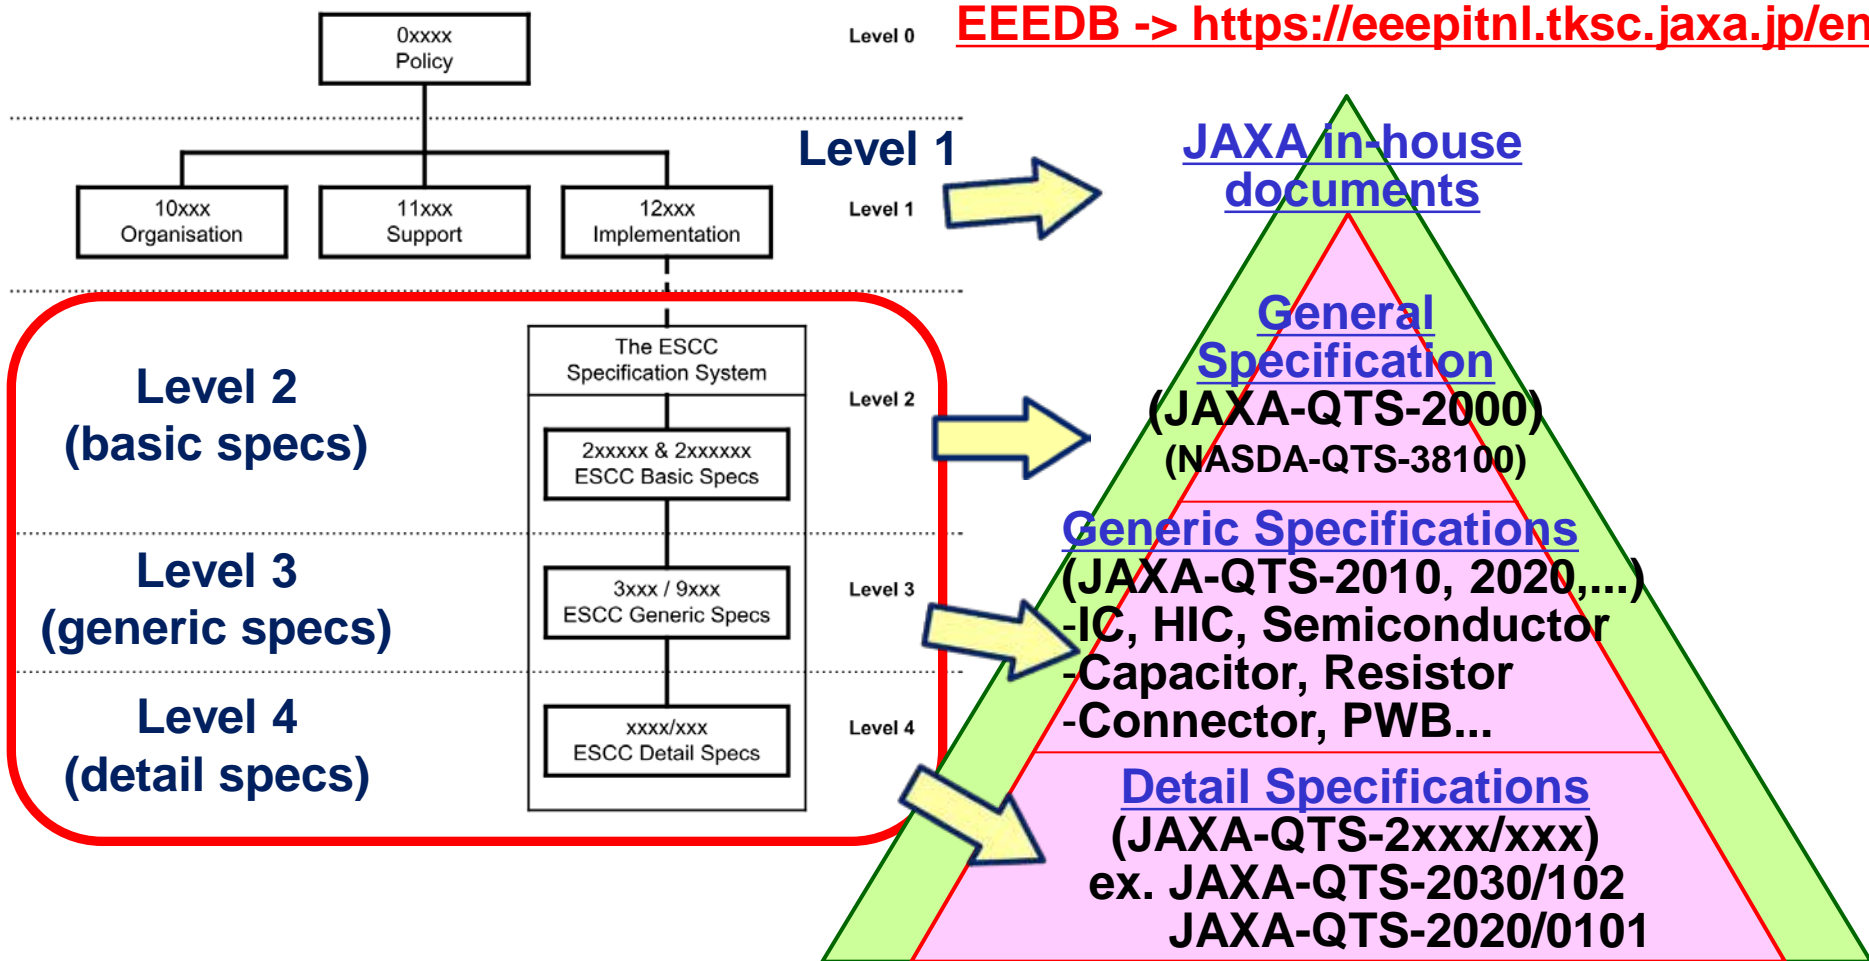 EEEDB -> https://eeepitnl.tksc.jaxa.jp/en
0xxxx
Policy
Level 0
Level 1
10xxx
Organisation
11xxx
Support
12xxx
Implementation
Level 1
Level 2
(basic specs)
The ESCC
Specification System
2xxxxx & 2xxxxxx
ESCC Basic Specs
Level 2
Level 3
(generic specs)
3xxx / 9xxx
ESCC Generic Specs
Level 3
Level 4
(detail specs)
xxxx/xxx
ESCC Detail Specs
Level 4
JAXA in-house
documents
General
Specification
(JAXA-QTS-2000)
(NASDA-QTS-38100)
Generic Specifications
(JAXA-QTS-2010, 2020,...)
-IC, HIC, Semiconductor
-Capacitor, Resistor
-Connector, PWB...
Detail Specifications
(JAXA-QTS-2xxx/xxx)
ex. JAXA-QTS-2030/102
JAXA-QTS-2020/0101